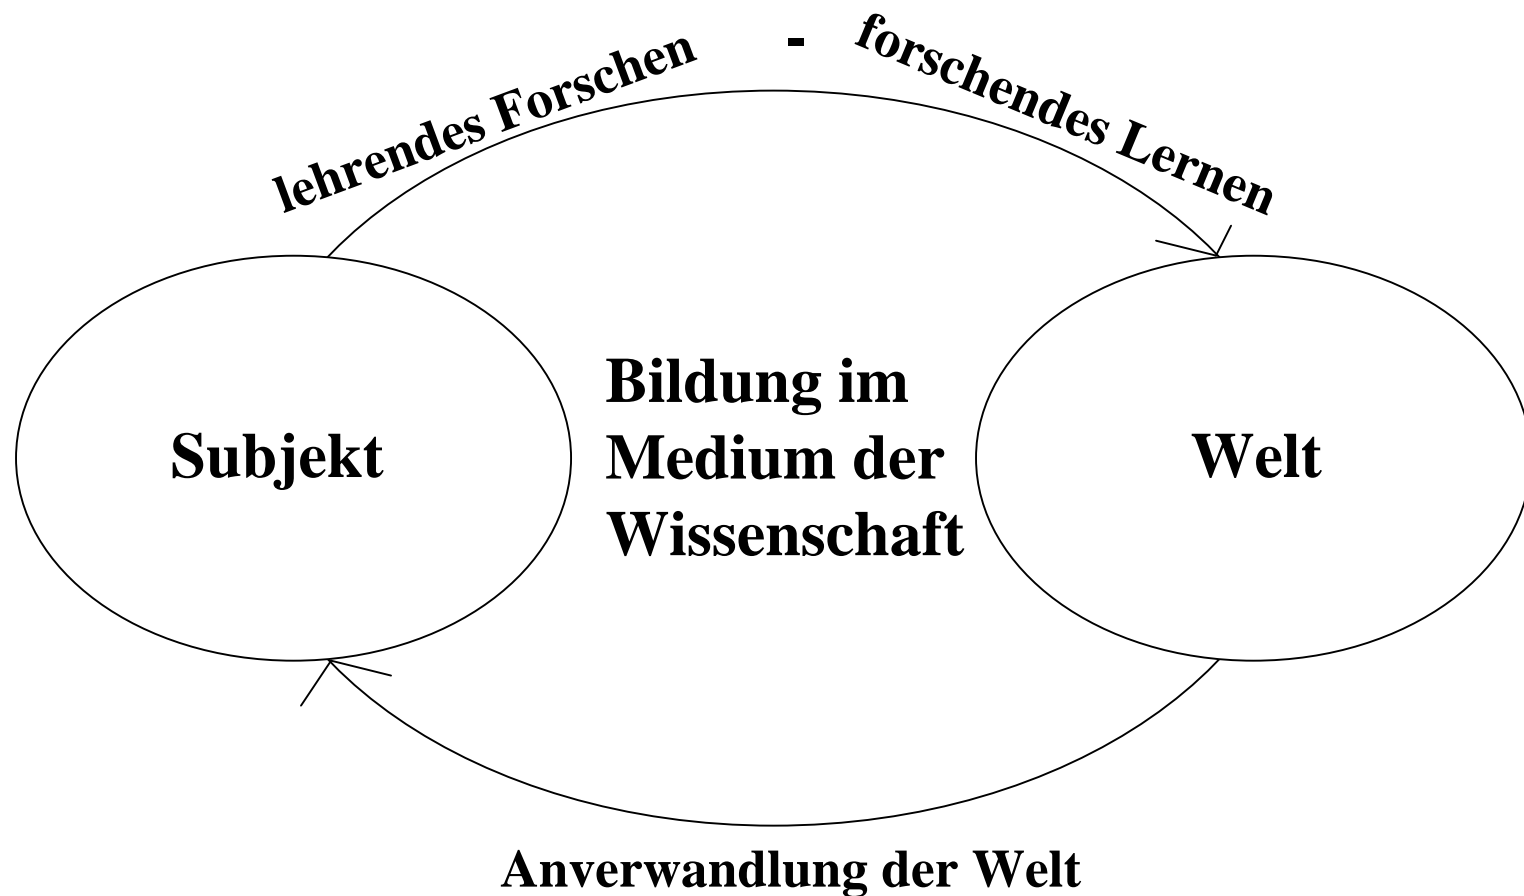 lehrendes Forschen - forschendes Lernen
Subjekt
Bildung im
Medium der
Wissenschaft
Welt
Anverwandlung der Welt